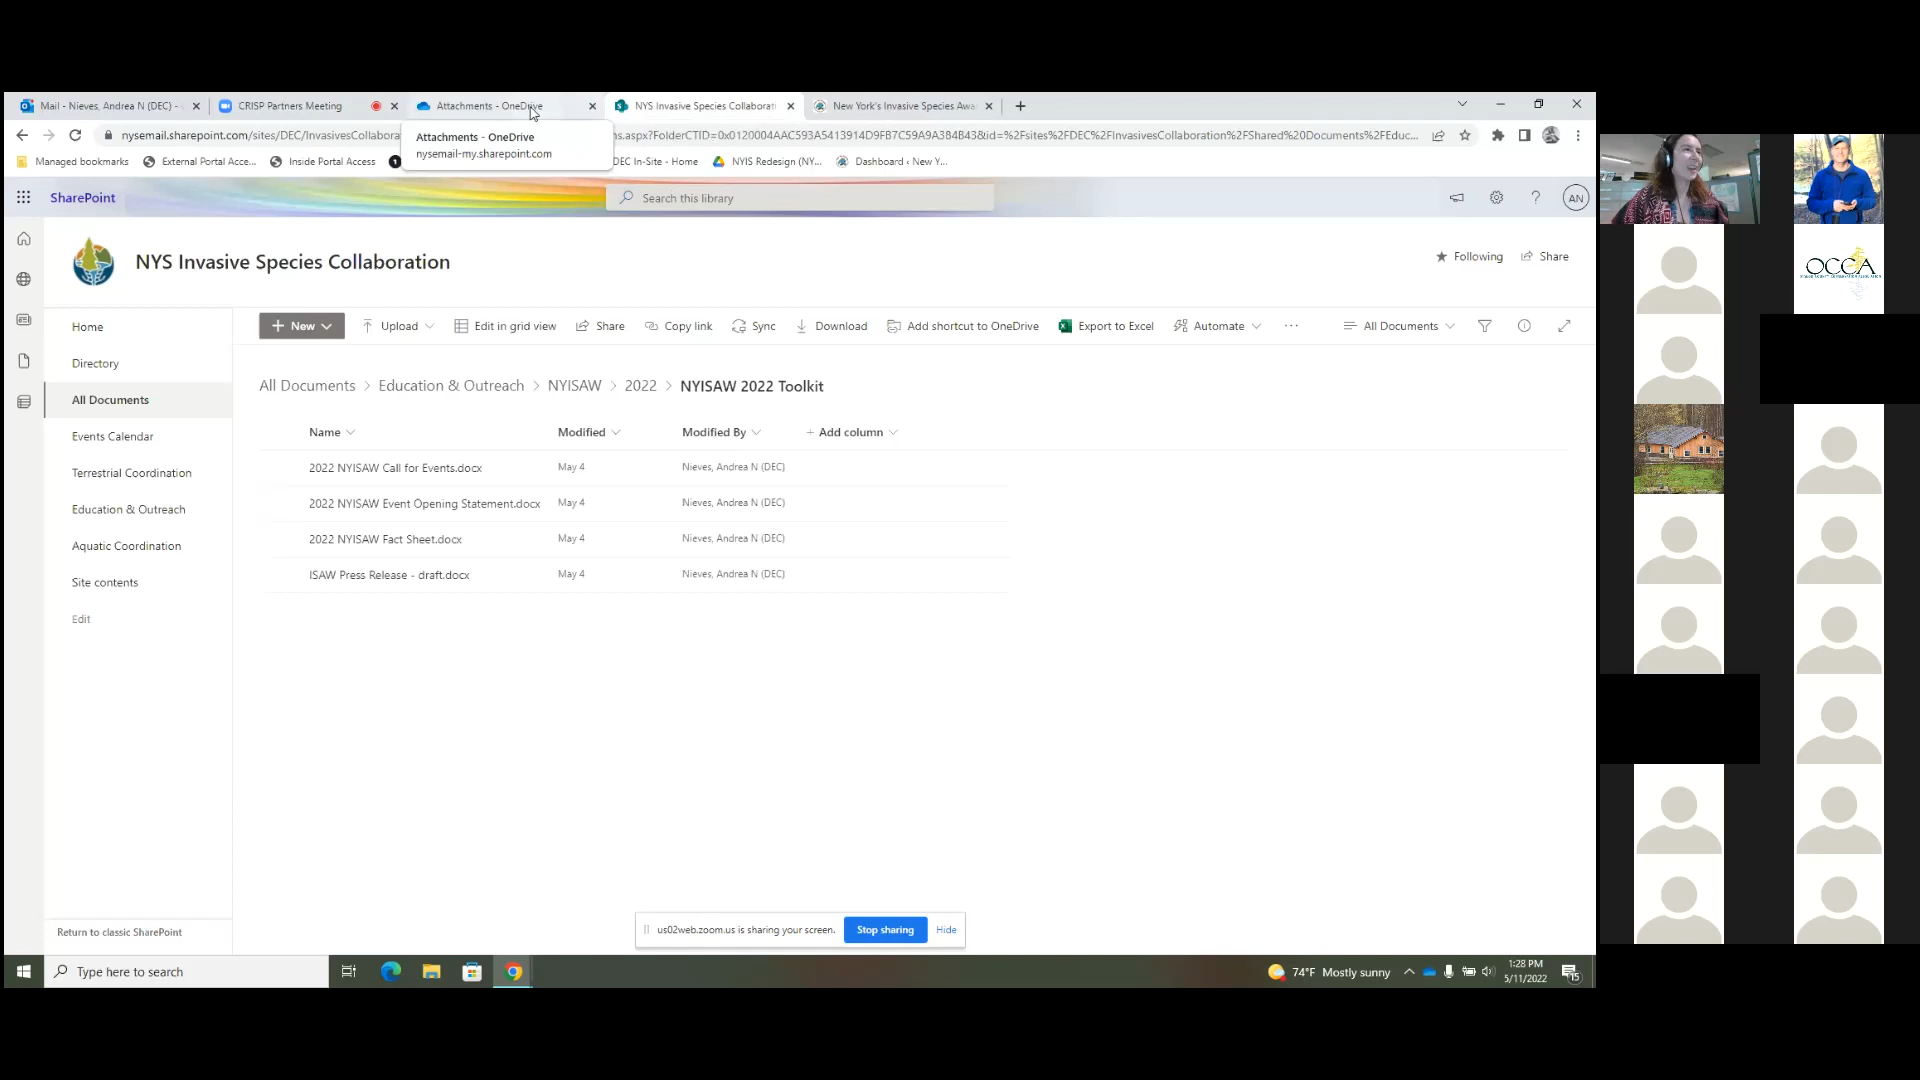 Mail - Nieves, Andrea N (DEC) -
CRISP Partners Meeting
Attachments - OneDrive
NYS Invasive Species Collaborat
New York's Invasive Species Awa
nysemail.sharepoint.com/sites/DEC/InvasivesCollabora
ns.aspx?FolderCTID=0x0120004AAC593A5413914D9FB7C59A9A384B43&id=%2Fsites%2FDEC%2FInvasivesCollaboration%2FShared%20Documents%2FEduc...
Attachments - OneDrive
nysemail-my.sharepoint.com
Managed bookmarks
External Portal Acce...
Inside Portal Access
DEC In-Site - Home
NYIS Redesign (NY...
Dashboard ‹ New Y...
SharePoint
Search this library
AN
NYS Invasive Species Collaboration
Following
Share
Home
Directory
All Documents
Events Calendar
Terrestrial Coordination
Education & Outreach
Aquatic Coordination
Site contents
Edit
Return to classic SharePoint
New
Upload
Edit in grid view
Share
Copy link
Sync
Download
Add shortcut to OneDrive
Export to Excel
Automate
...
All Documents
All Documents > Education & Outreach > NYISAW > 2022 > NYISAW 2022 Toolkit
Name Modified Modified By + Add column
2022 NYISAW Call for Events.docx May 4 Nieves, Andrea N (DEC)
2022 NYISAW Event Opening Statement.docx May 4 Nieves, Andrea N (DEC)
2022 NYISAW Fact Sheet.docx May 4 Nieves, Andrea N (DEC)
ISAW Press Release - draft.docx May 4 Nieves, Andrea N (DEC)
us02web.zoom.us is sharing your screen.
Stop sharing
Hide
Type here to search
74°F Mostly sunny
1:28 PM
5/11/2022
15
OCCA